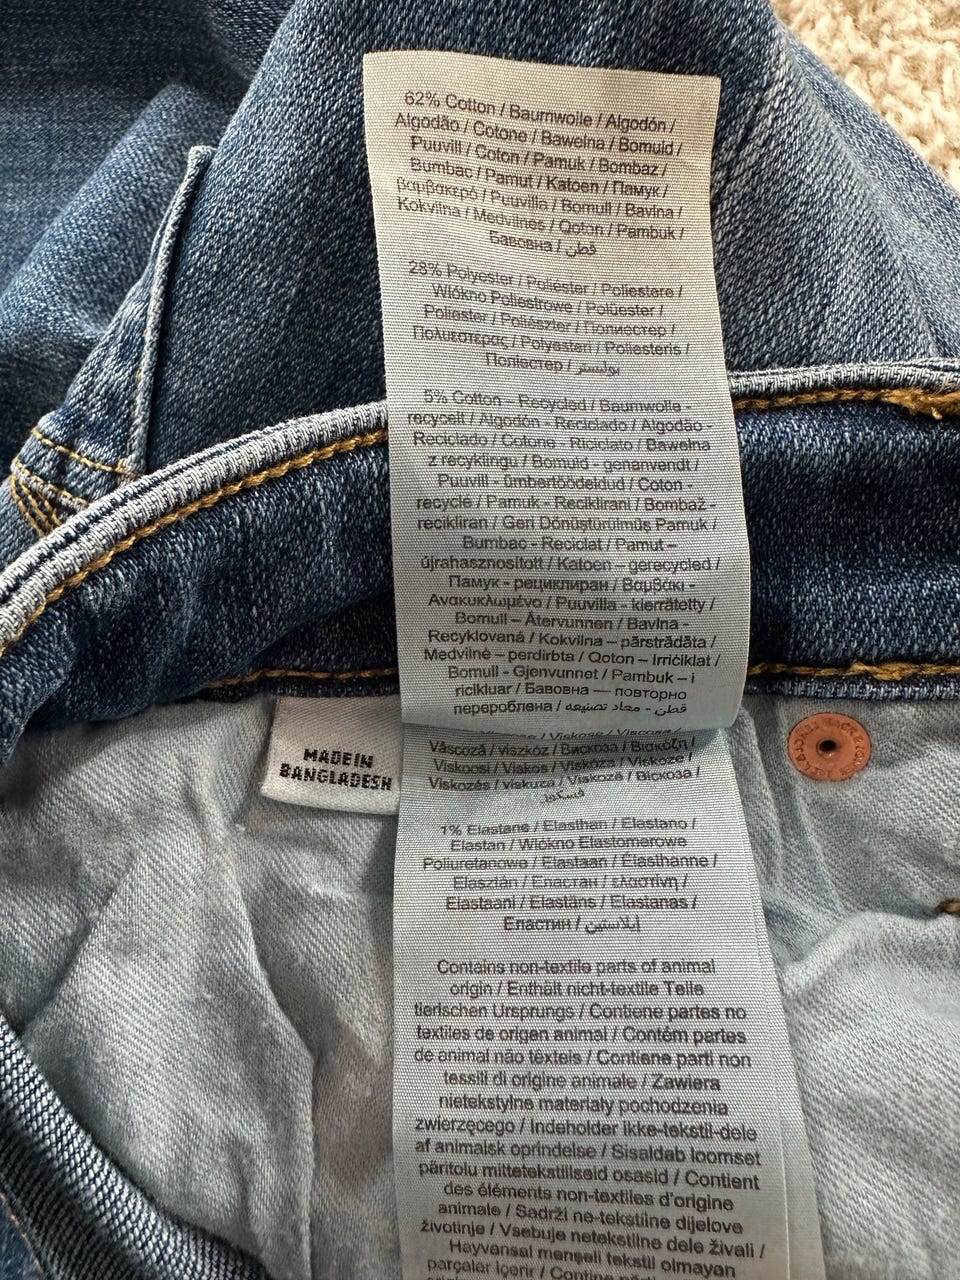 62% Cotton / Baumwolle / Algodón /
Algodão / Cotone / Bawełna / Bomuld /
Puuvill / Coton / Pamuk / Bombaz /
Bumbac / Pamut / Katoen / Памук /
βαμβακερό / Puuvilla / Bomull / Bavlna /
Kokvilna / Medvilnės / Qoton / Pambuk /
Бавовна / قطن
28% Polyester / Poliéster / Poliestere /
Włókno Poliestrowe / Polüester /
Poliester / Poliészter / Полиестер /
Πολυεστέρας / Polyesteri / Poliesteris /
Поліестер / بوليستر
5% Cotton – Recycled / Baumwolle -
recycelt / Algodón - Reciclado / Algodão -
Reciclado / Cotone - Riciclato / Bawełna
z recyklingu / Bomuld - genanvendt /
Puuvill - ümbertöödeldud / Coton -
recyclé / Pamuk - Reciklirani / Bombaž -
recikliran / Geri Dönüştürülmüş Pamuk /
Bumbac - Reciclat / Pamut –
újrahasznosított / Katoen – gerecycled /
Памук - рециклиран / Βαμβάκι -
Ανακυκλωμένο / Puuvilla - kierrätetty /
Bomull – Återvunnen / Bavlna -
Recyklovaná / Kokvilna – pārstrādāta /
Medvilnė – perdirbta / Qoton – Irriċiklat /
Bomull - Gjenvunnet / Pambuk – i
riciklluar / Бавовна — повторно
перероблена / قطن - معاد تصنيعه
/ Viskose / Viscosa /
Vâscoză / viszkóz / Вискоза / Βισκόζη /
Viskoosi / Viskos / Viskóza / Viskoze /
Viskozės / viskuża / Viskozë / Віскоза /
فسكوز
1% Elastane / Elasthan / Elastano /
Elastan / Włókno Elastomerowe
Poliuretanowe / Elastaan / Élasthanne /
Elasztán / Еластан / ελαστίνη /
Elastaani / Elastāns / Elastanas /
Еластин / إيلاستين
Contains non-textile parts of animal
origin / Enthält nicht-textile Teile
tierischen Ursprungs / Contiene partes no
textiles de origen animal / Contém partes
de animal não têxteis / Contiene parti non
tessili di origine animale / Zawiera
nietekstylne materiały pochodzenia
zwierzęcego / Indeholder ikke-tekstil-dele
af animalsk oprindelse / Sisaldab loomset
päritolu mittetekstiilseid osasid / Contient
des éléments non-textiles d'origine
animale / Sadrži ne-tekstilne dijelove
životinje / Vsebuje netekstilne dele živali /
Hayvansal menşeli tekstil olmayan
parçalar içerir / Conține părți
MADE IN
BANGLADESH